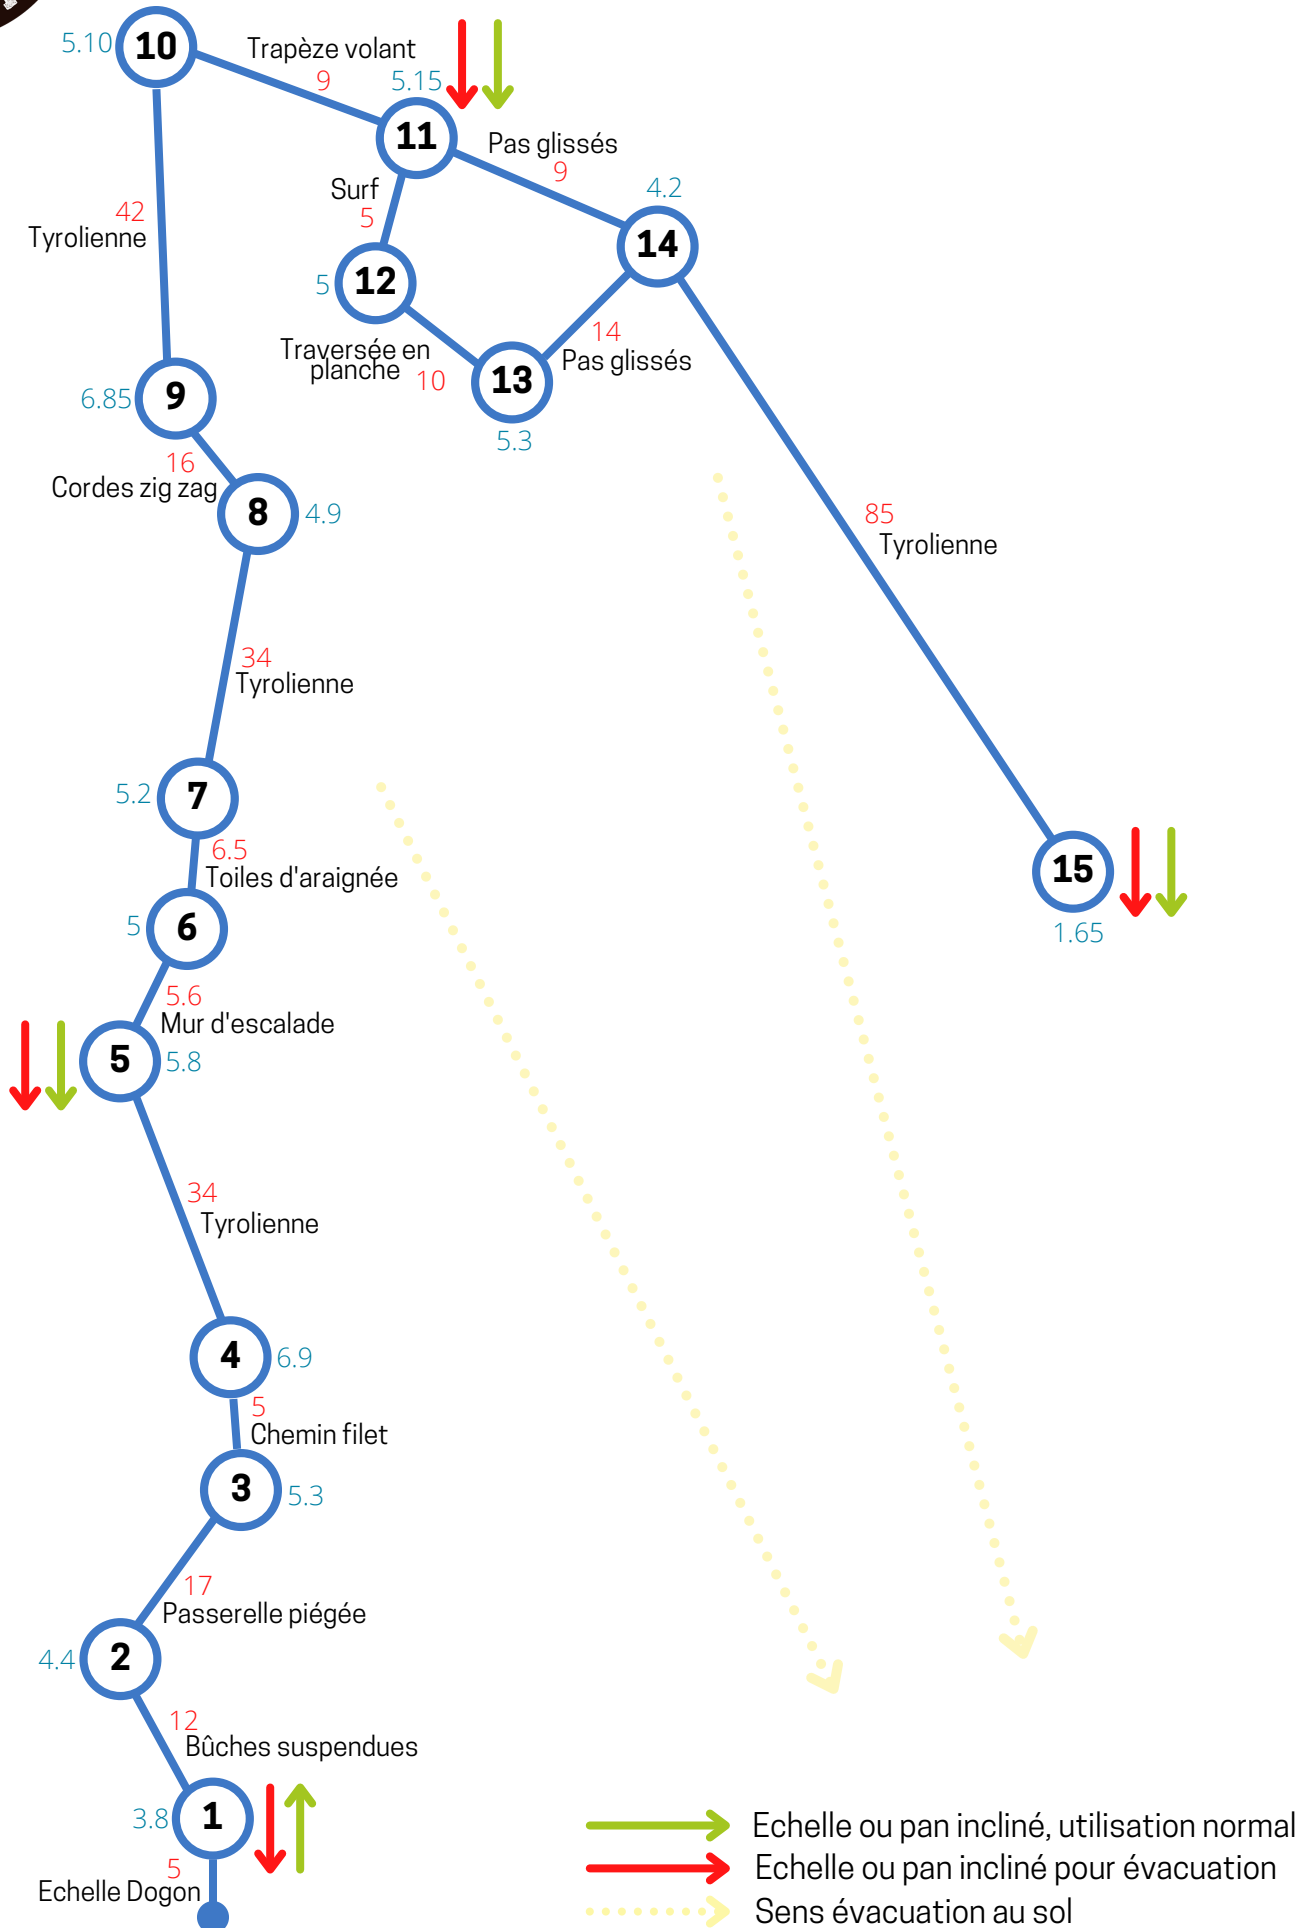 5.10
10
Trapèze volant
9
5.15
11
Pas glissés
9
Surf
5
4.2
14
42
Tyrolienne
5
12
14
Pas glissés
Traversée en
planche
10
13
5.3
6.85
9
16
Cordes zig zag
8
4.9
85
Tyrolienne
34
Tyrolienne
5.2
7
6.5
Toiles d'araignée
15
1.65
5
6
5.6
Mur d'escalade
5
5.8
34
Tyrolienne
4
6.9
5
Chemin filet
3
5.3
17
Passerelle piégée
4.4
2
12
Bûches suspendues
3.8
1
5
Echelle Dogon
Echelle ou pan incliné, utilisation normal
Echelle ou pan incliné pour évacuation
Sens évacuation au sol